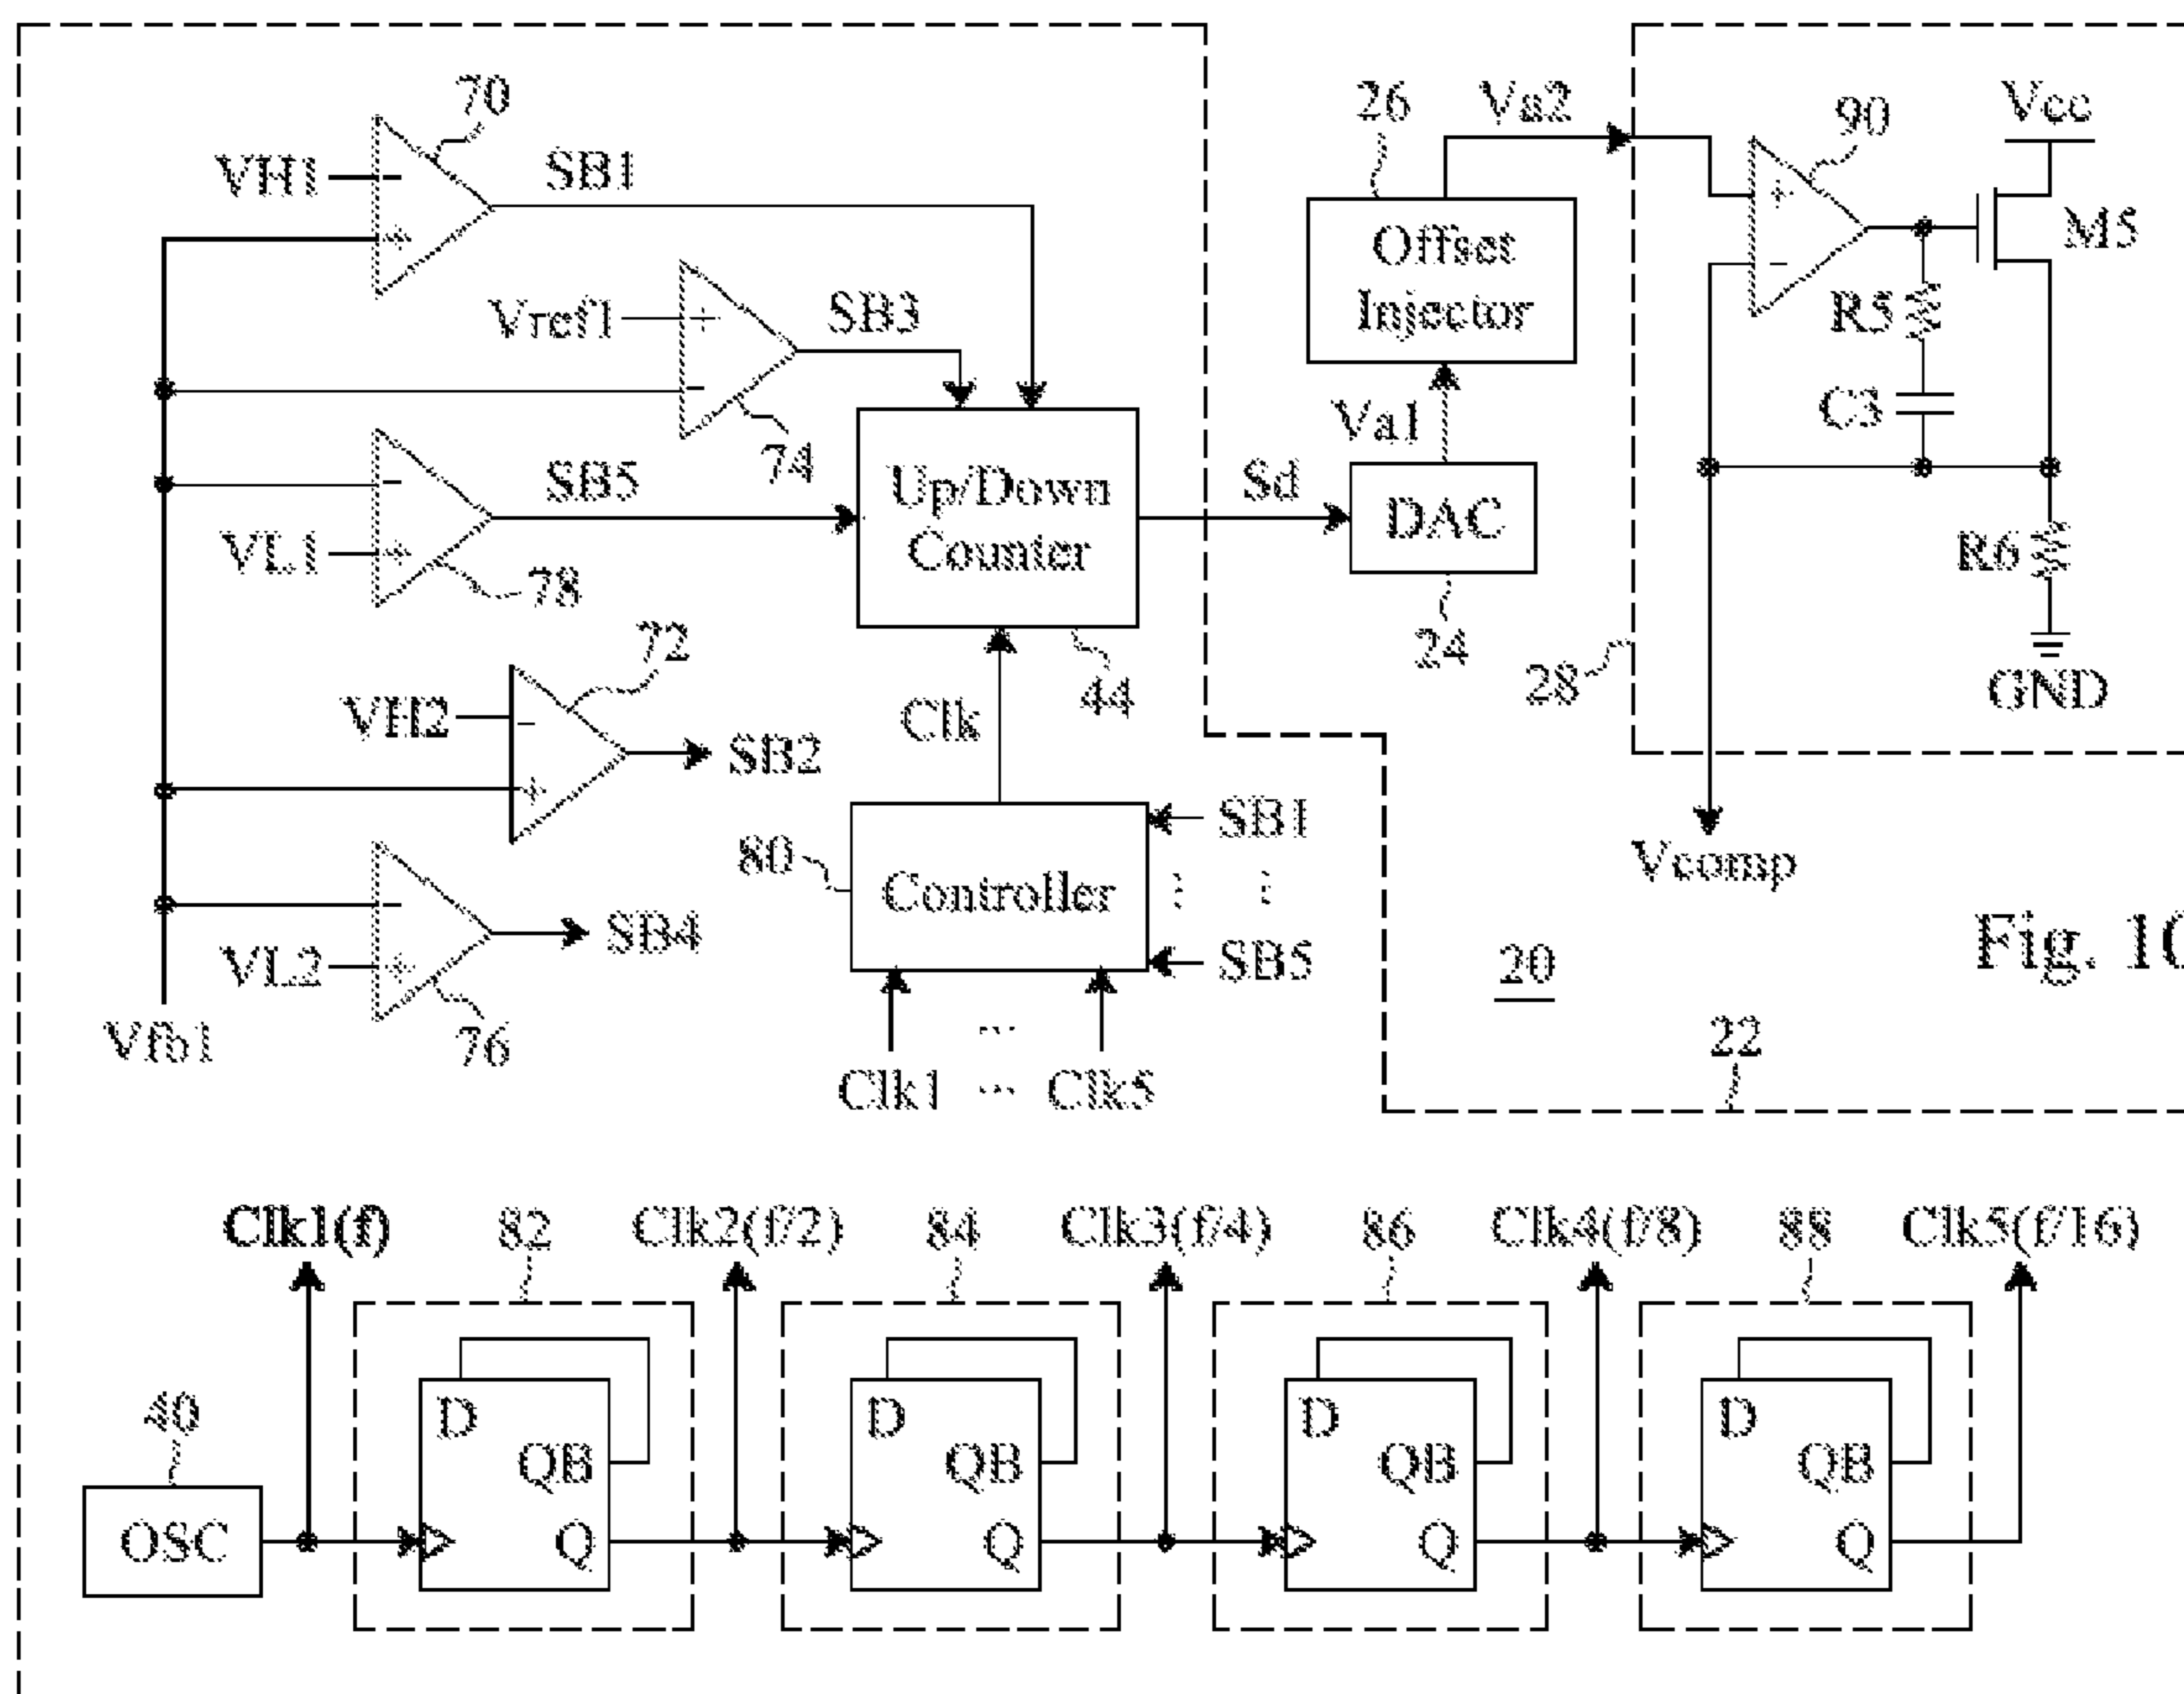 70
VH1
SB1
Vref1
SB3
74
SB5
VL1
78
Up/Down
Counter
44
72
VH2
SB2
Clk
80
Controller
SB1
SB5
VL2
SB4
76
Vfb1
Clk1 ... Clk5
26
Va2
Offset
Injector
Va1
Sd
DAC
24
28
90
Vcc
M5
R5
C3
R6
GND
Vcomp
20
22
Clk1(f)
82
Clk2(f/2)
84
Clk3(f/4)
86
Clk4(f/8)
88
Clk5(f/16)
40
OSC
D
QB
Q
D
QB
Q
D
QB
Q
D
QB
Q
Fig.